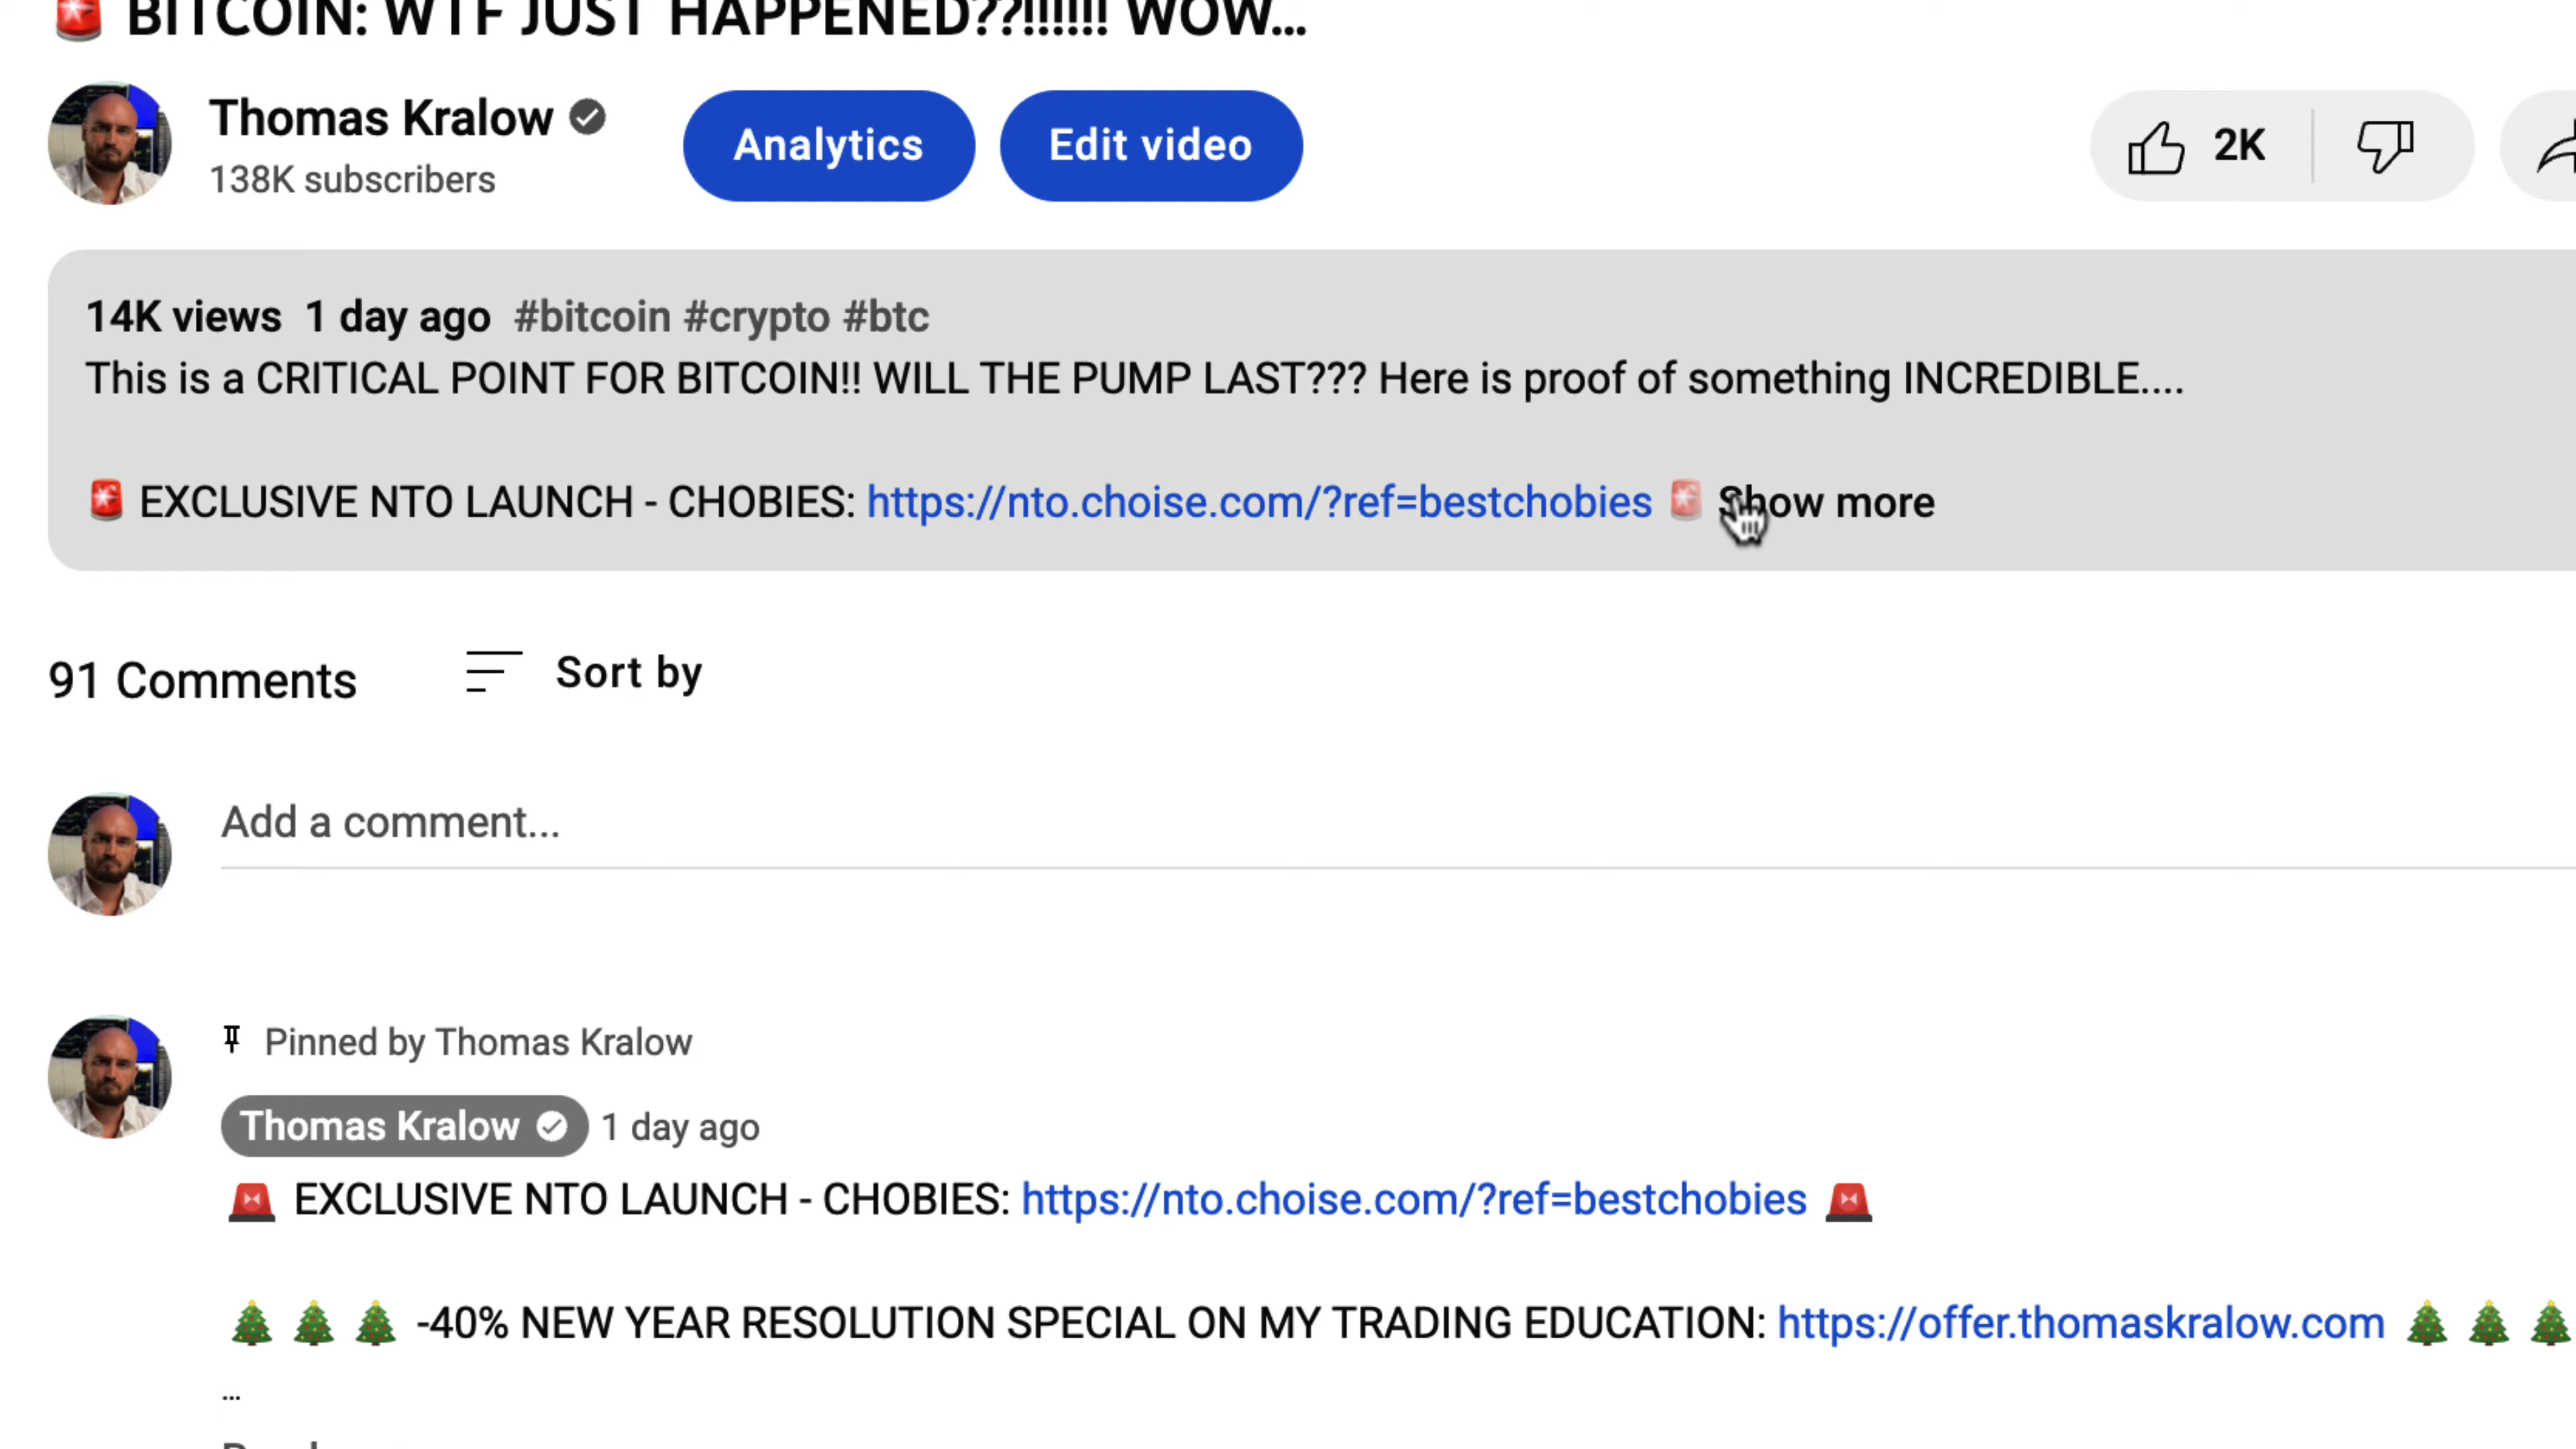 🚨 BITCOIN: WTF JUST HAPPENED??!!!!!! WOW...
Thomas Kralow
138K subscribers
Analytics
Edit video
2K
14K views 1 day ago #bitcoin #crypto #btc
This is a CRITICAL POINT FOR BITCOIN!! WILL THE PUMP LAST??? Here is proof of something INCREDIBLE....
🚨 EXCLUSIVE NTO LAUNCH - CHOBIES: https://nto.choise.com/?ref=bestchobies 🚨 Show more
91 Comments
Sort by
Add a comment...
Pinned by Thomas Kralow
Thomas Kralow 1 day ago
🚨 EXCLUSIVE NTO LAUNCH - CHOBIES: https://nto.choise.com/?ref=bestchobies 🚨
🎄 🎄 🎄 -40% NEW YEAR RESOLUTION SPECIAL ON MY TRADING EDUCATION: https://offer.thomaskralow.com 🎄 🎄 🎄
...